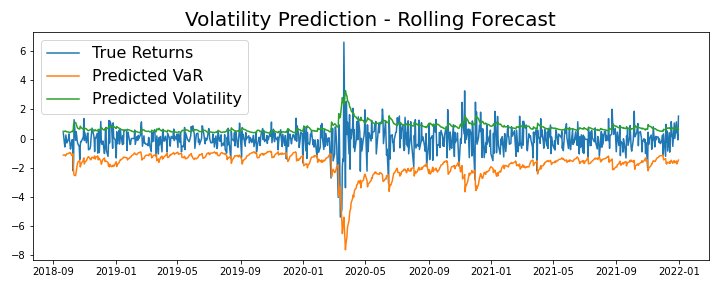 Volatility Prediction - Rolling Forecast
True Returns
Predicted VaR
Predicted Volatility
6
4
2
0
−2
−4
−6
−8
2018-09 2019-01 2019-05 2019-09 2020-01 2020-05 2020-09 2021-01 2021-05 2021-09 2022-01